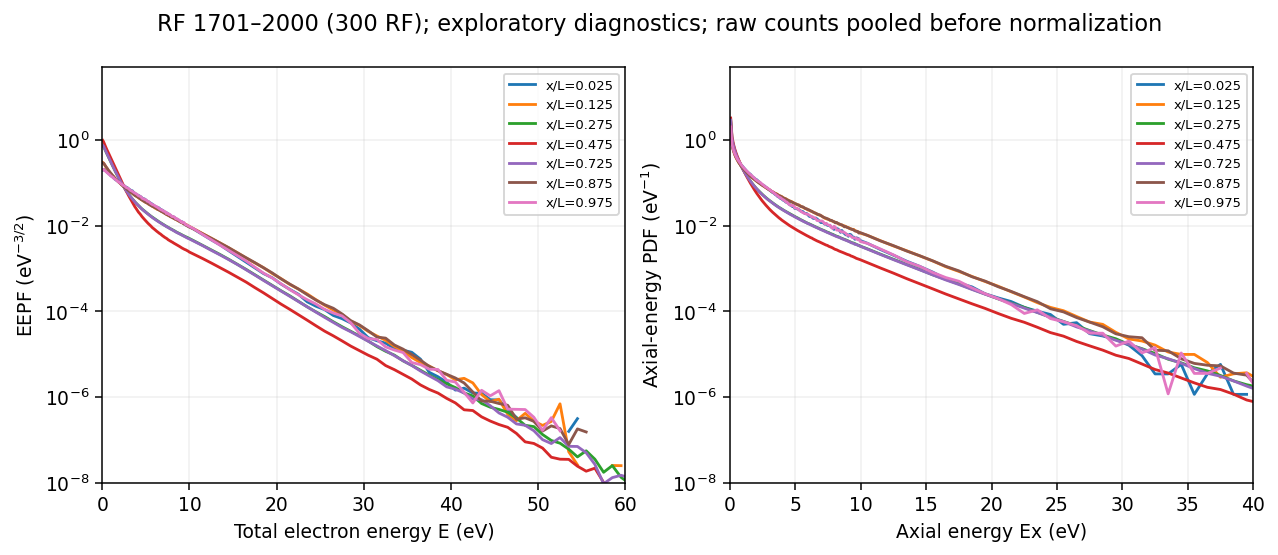 RF 1701–2000 (300 RF); exploratory diagnostics; raw counts pooled before normalization
EEPF (eV⁻³ᐟ²)
10⁰
10⁻²
10⁻⁴
10⁻⁶
10⁻⁸
x/L=0.025
x/L=0.125
x/L=0.275
x/L=0.475
x/L=0.725
x/L=0.875
x/L=0.975
0 10 20 30 40 50 60
Total electron energy E (eV)
Axial-energy PDF (eV⁻¹)
10⁰
10⁻²
10⁻⁴
10⁻⁶
10⁻⁸
x/L=0.025
x/L=0.125
x/L=0.275
x/L=0.475
x/L=0.725
x/L=0.875
x/L=0.975
0 5 10 15 20 25 30 35 40
Axial energy Ex (eV)